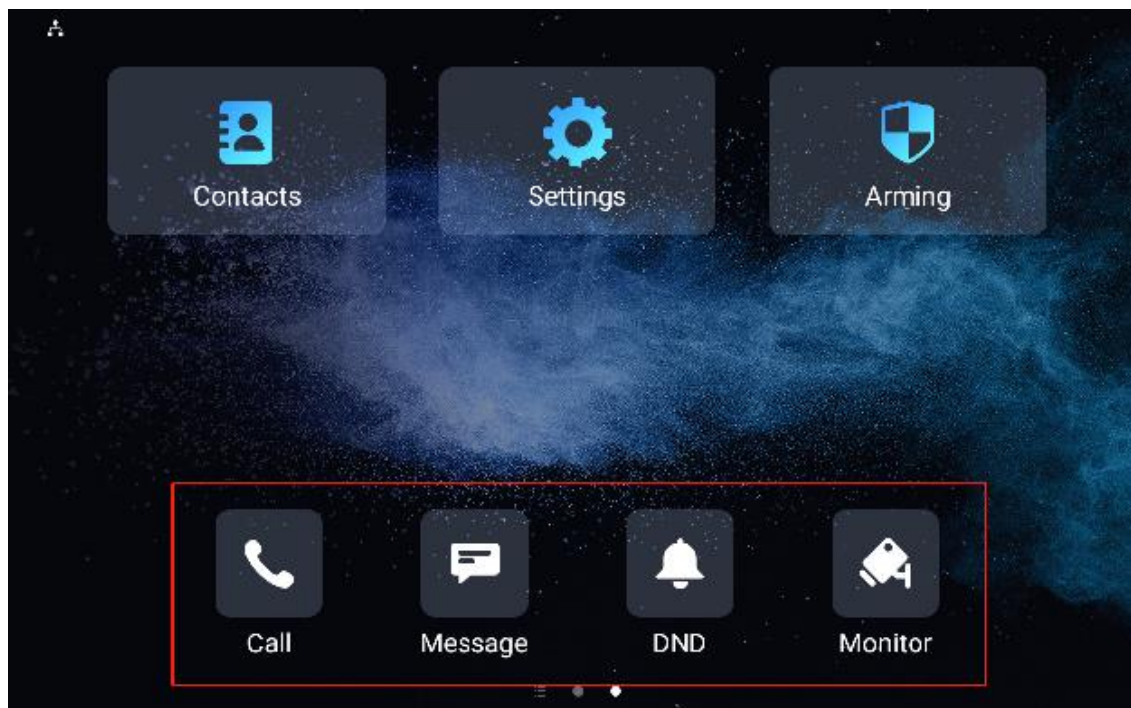 Contacts
Settings
Arming
Call
Message
DND
Monitor